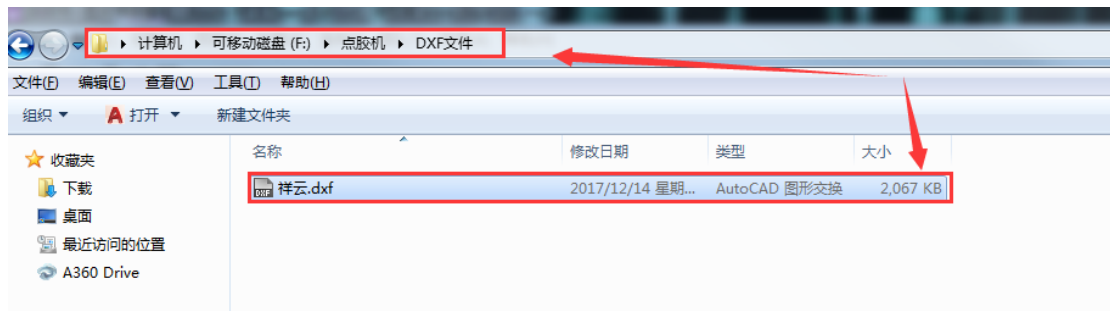 计算机 可移动磁盘 (F:) 点胶机 DXF文件
文件(F) 编辑(E) 查看(V) 工具(T) 帮助(H)
组织 打开 新建文件夹
收藏夹
下载
桌面
最近访问的位置
A360 Drive
名称 修改日期 类型 大小
DXF 祥云.dxf 2017/12/14 星期... AutoCAD 图形交换 2,067 KB